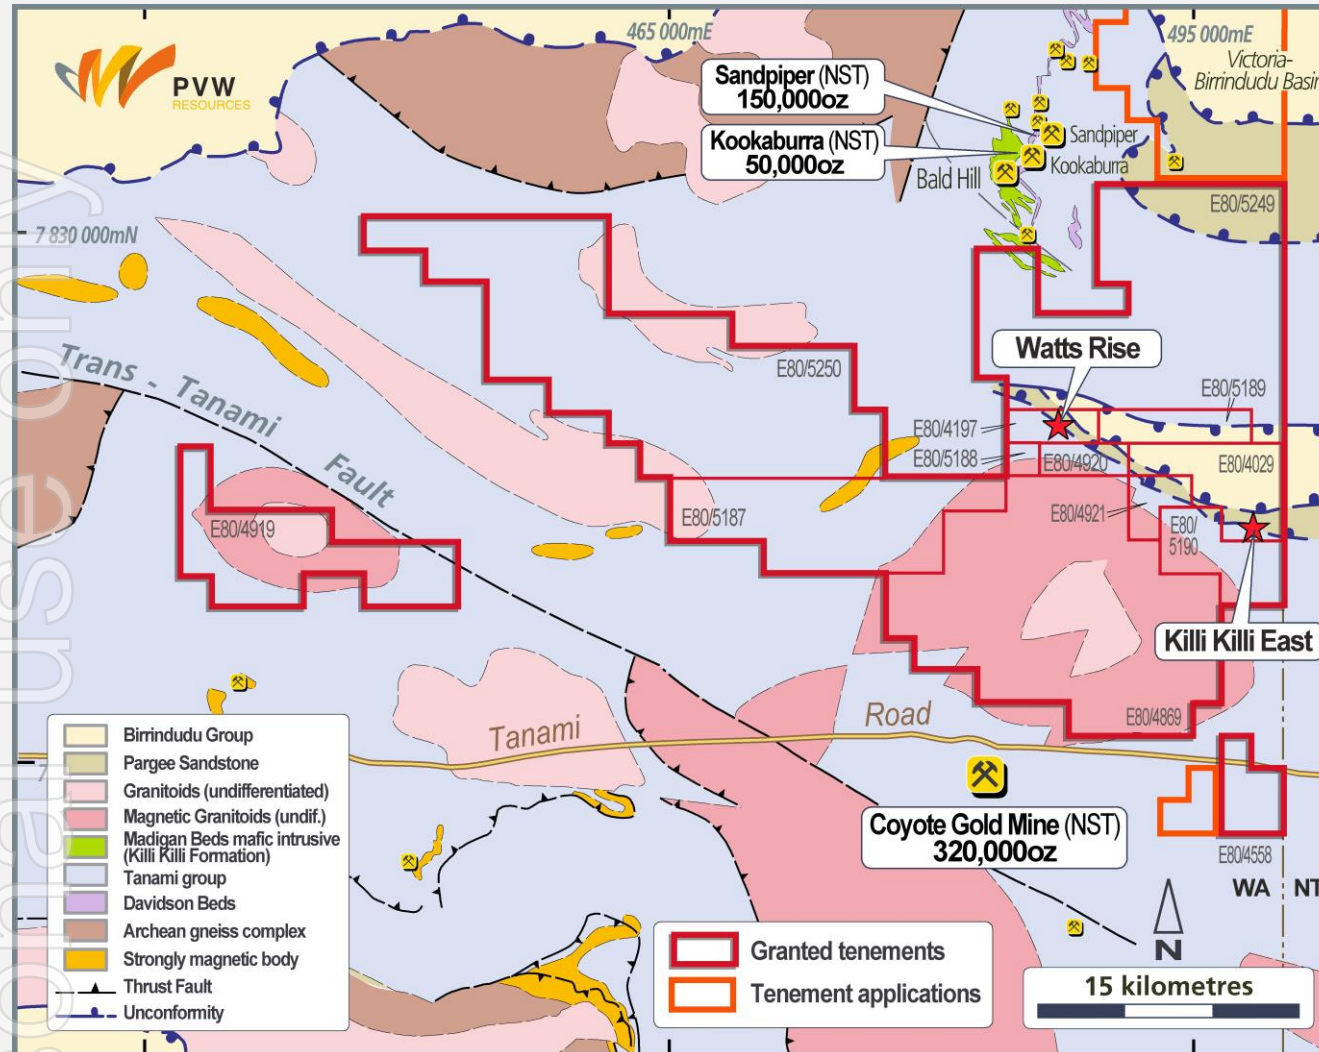 465 000mE
495 000mE
Victoria-
Birrindudu Basin
PVW
RESOURCES
Sandpiper (NST)
150,000oz
Sandpiper
Kookaburra (NST)
50,000oz
Kookaburra
Bald Hill
E80/5249
7 830 000mN
Watts Rise
Trans - Tanami
Fault
E80/5250
E80/5189
E80/4197
E80/5188
E80/4920
E80/4029
E80/4919
E80/5187
E80/4921
E80/
5190
Killi Killi East
E80/4869
Tanami
Road
Coyote Gold Mine (NST)
320,000oz
E80/4558
WA
NT
N
Birrindudu Group
Pargee Sandstone
Granitoids (undifferentiated)
Magnetic Granitoids (undif.)
Madigan Beds mafic intrusive
(Killi Killi Formation)
Tanami group
Davidson Beds
Archean gneiss complex
Strongly magnetic body
Thrust Fault
Unconformity
Granted tenements
Tenement applications
15 kilometres
use only